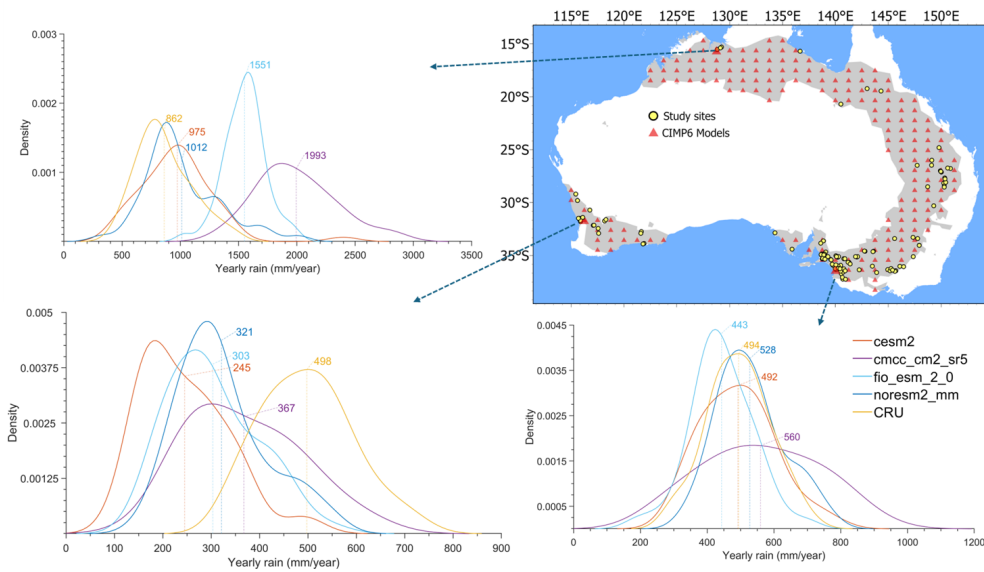 115°E 120°E 125°E 129°E 135°E 140°E 145°E 150°E
15°S
20°S
25°S
30°S
35°S
Study sites
CIMP6 Models
0.003
0.002
0.001
Density
1551
862
975
1012
1993
0 500 1000 1500 2000 2500 3000 3500
Yearly rain (mm/year)
0.005
0.00375
0.0025
0.00125
Density
321
303
245
498
367
0 100 200 300 400 500 600 700 800 900
Yearly rain (mm/year)
0.0045
0.0035
0.0025
0.0015
0.0005
Density
443
494
528
492
560
0 200 400 600 800 1000 1200
Yearly rain (mm/year)
cesm2
cmcc_cm2_sr5
fio_esm_2_0
noresm2_mm
CRU